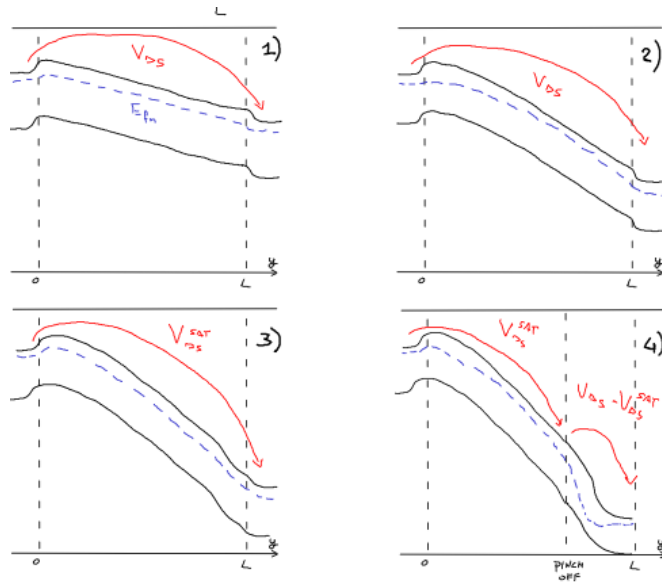 L
1)
V_DS
E_Fn
0
L
y
2)
V_DS
0
L
y
3)
V_DS^SAT
0
L
y
4)
V_DS^SAT
V_DS - V_DS^SAT
0
PINCH
OFF
L
y